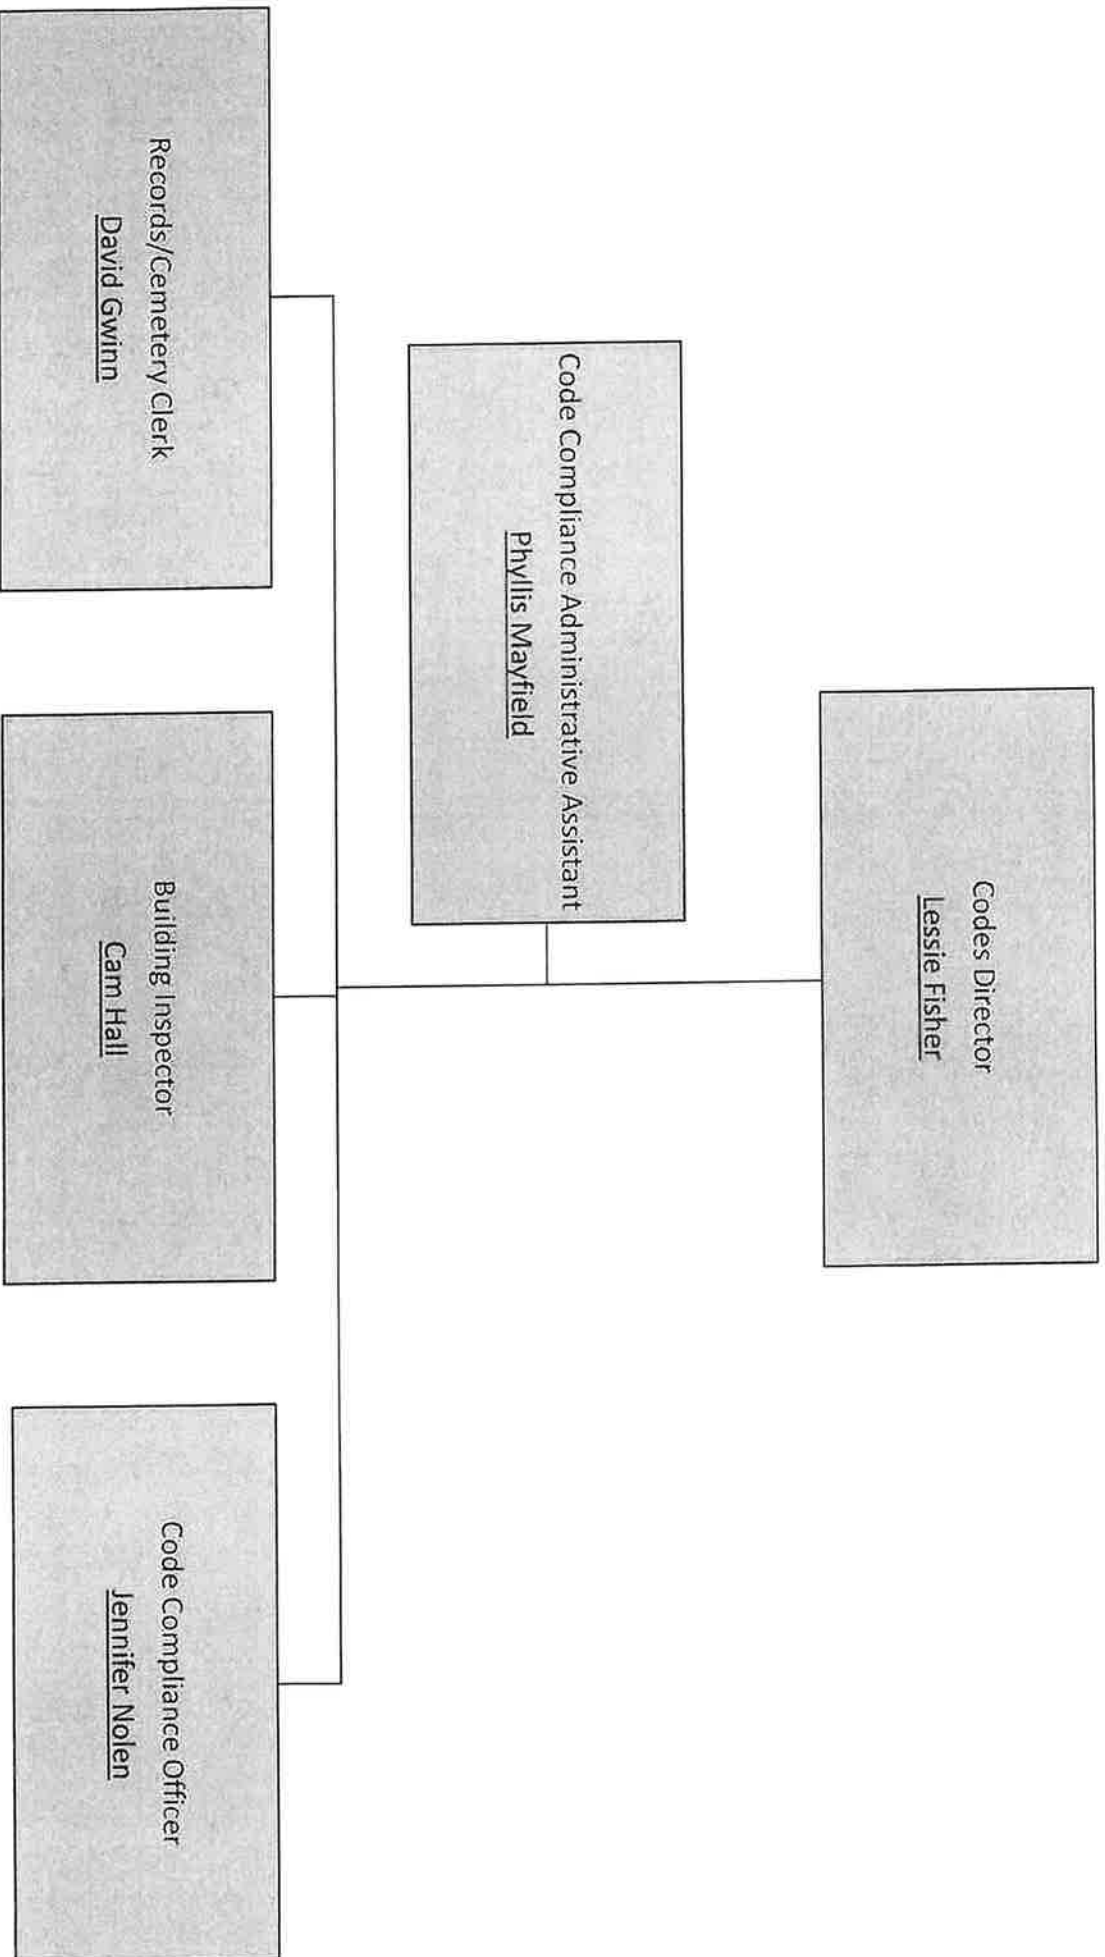 Codes Director
Lessie Fisher
Code Compliance Administrative Assistant
Phyllis Mayfield
Records/Cemetery Clerk
David Gwinn
Building Inspector
Cam Hall
Code Compliance Officer
Jennifer Nolen